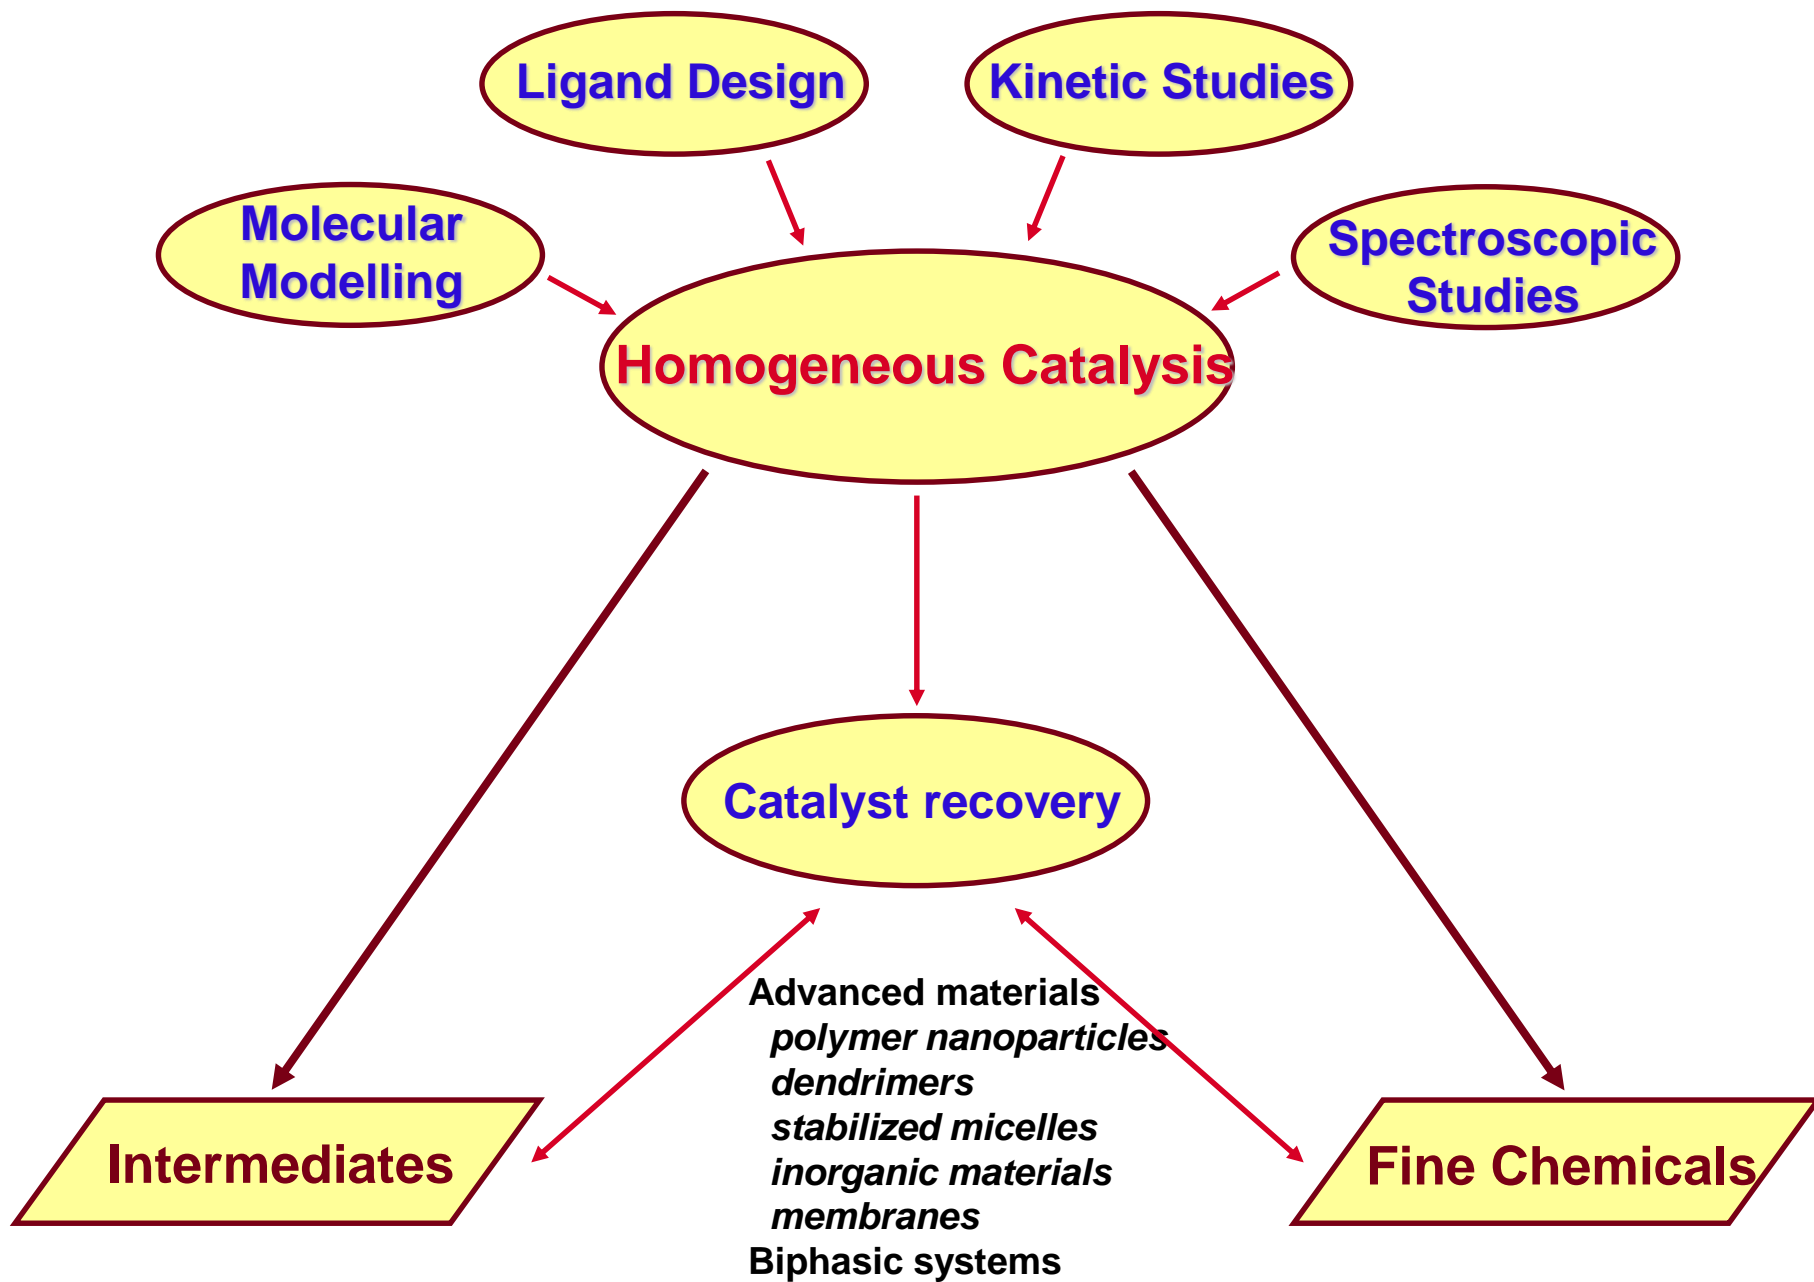 Ligand Design
Kinetic Studies
Molecular
Modelling
Spectroscopic
Studies
Homogeneous Catalysis
Catalyst recovery
Advanced materials
polymer nanoparticles
dendrimers
stabilized micelles
inorganic materials
membranes
Biphasic systems
Intermediates
Fine Chemicals